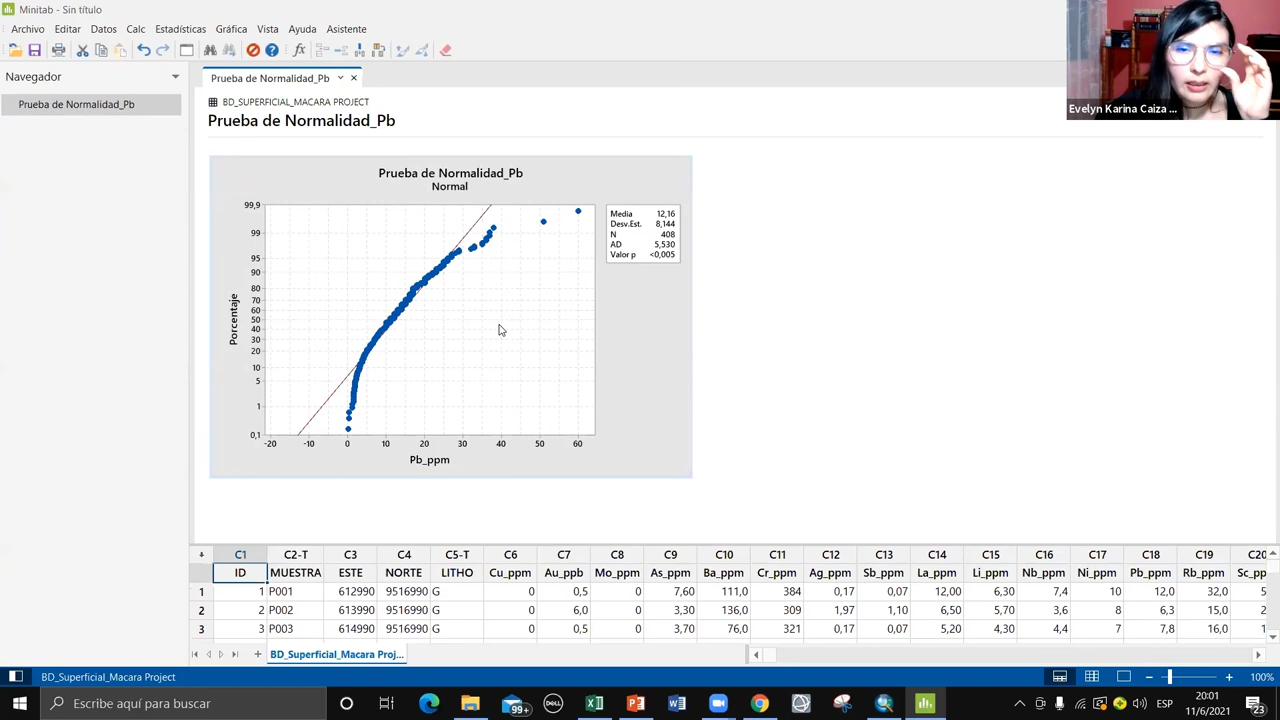 Minitab - Sin título
Archivo Editar Datos Calc Estadísticas Gráfica Vista Ayuda Asistente
fx
Navegador
Prueba de Normalidad_Pb
Prueba de Normalidad_Pb
BD_SUPERFICIAL_MACARA PROJECT
Prueba de Normalidad_Pb
Evelyn Karina Caiza ...
Prueba de Normalidad_Pb
Normal
Porcentaje
99,9
99
95
90
80
70
60
50
40
30
20
10
5
1
0,1
-20 -10 0 10 20 30 40 50 60
Pb_ppm
Media 12,16
Desv.Est. 8,144
N 408
AD 5,530
Valor p <0,005
C1 C2-T C3 C4 C5-T C6 C7 C8 C9 C10 C11 C12 C13 C14 C15 C16 C17 C18 C19 C20
ID MUESTRA ESTE NORTE LITHO Cu_ppm Au_ppb Mo_ppm As_ppm Ba_ppm Cr_ppm Ag_ppm Sb_ppm La_ppm Li_ppm Nb_ppm Ni_ppm Pb_ppm Rb_ppm Sc_pp
1 1 P001 612990 9516990 G 0 0,5 0 7,60 111,0 384 0,17 0,07 12,00 6,30 7,4 10 12,0 32,0 5
2 2 P002 613990 9516990 G 0 6,0 0 3,30 136,0 309 1,97 1,10 6,50 5,70 3,6 8 6,3 15,0 2
3 3 P003 614990 9516990 G 0 0,5 0 3,70 76,0 321 0,17 0,07 5,20 4,30 4,4 7 7,8 16,0 1
BD_Superficial_Macara Proj...
BD_Superficial_Macara Project
100%
Escribe aquí para buscar
99+
DELL
ESP
20:01
11/6/2021
23